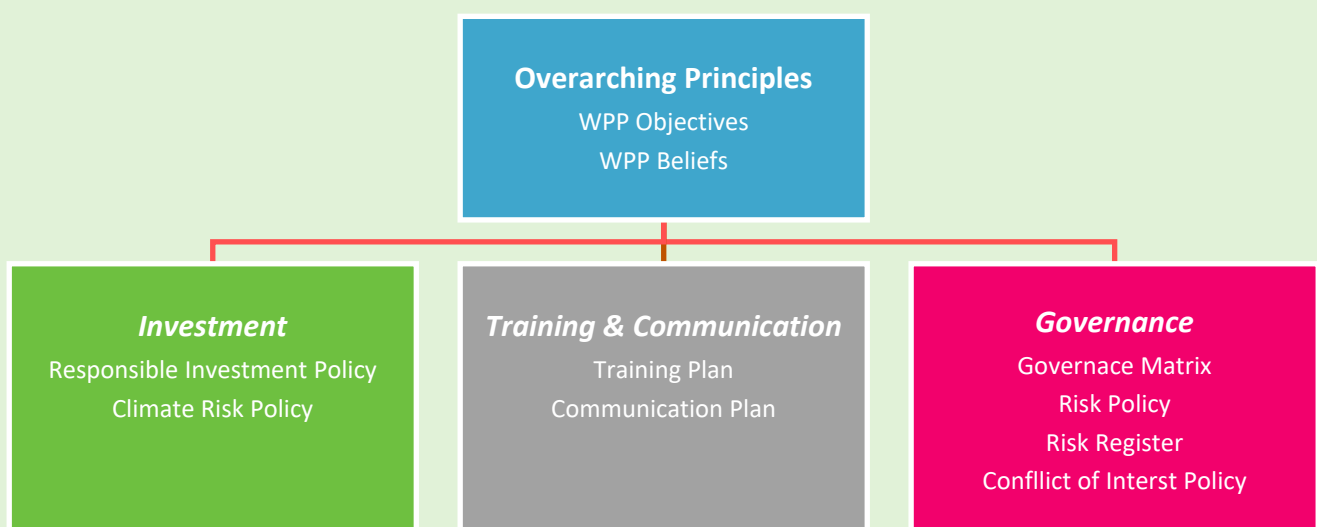 Overarching Principles
WPP Objectives
WPP Beliefs
Investment
Responsible Investment Policy
Climate Risk Policy
Training & Communication
Training Plan
Communication Plan
Governance
Governace Matrix
Risk Policy
Risk Register
Confllict of Interst Policy